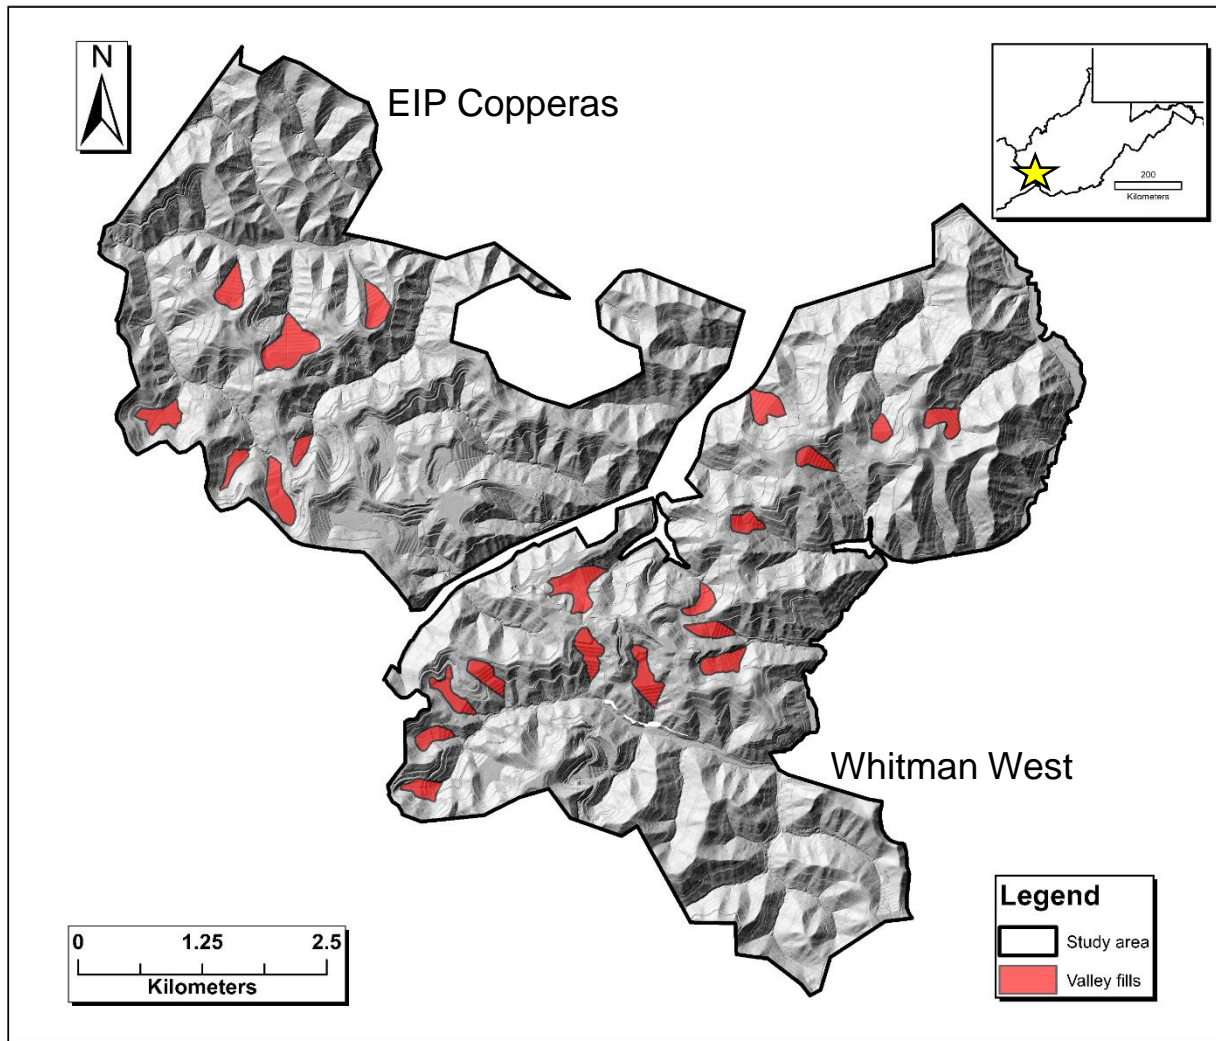 N
EIP Copperas
200
Kilometers
Whitman West
0 1.25 2.5
Kilometers
Legend
Study area
Valley fills